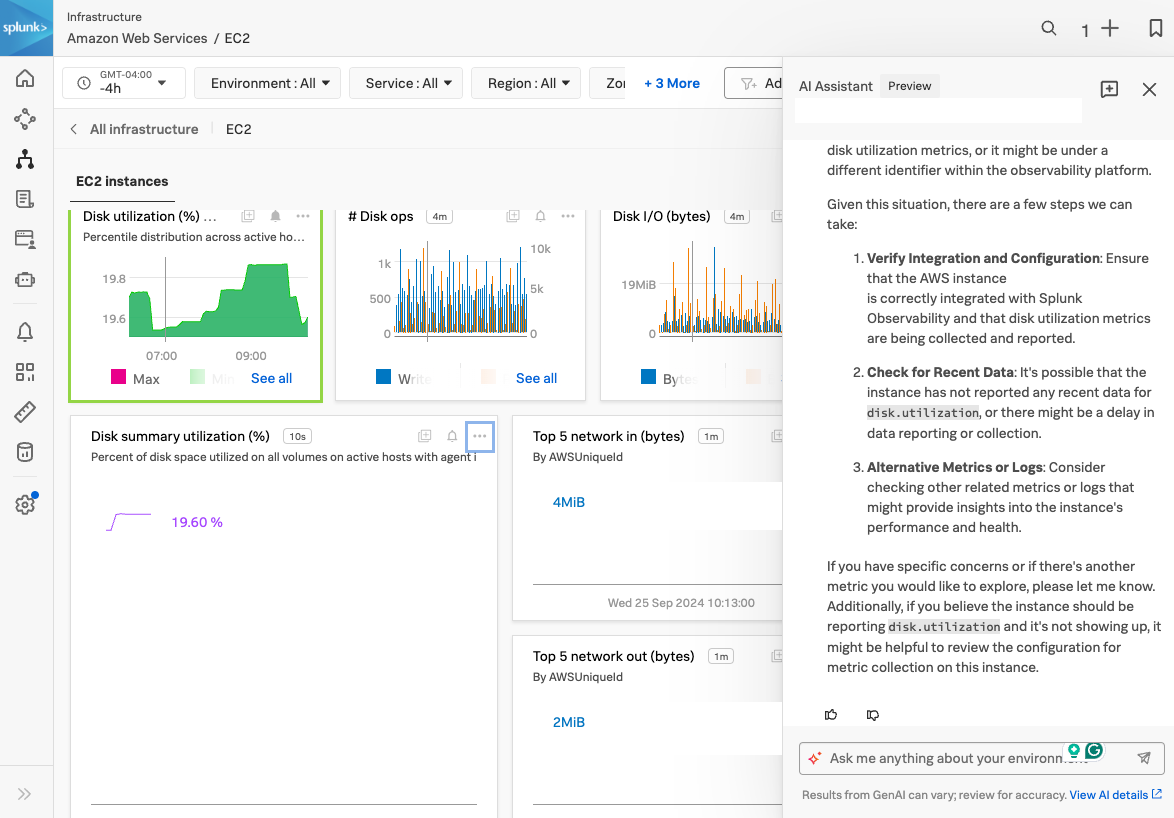 splunk>
Infrastructure
Amazon Web Services / EC2
1
GMT-04:00
-4h
Environment : All
Service : All
Region : All
Zo
+ 3 More
Ad
All infrastructure
EC2
EC2 instances
Disk utilization (%) ...
Percentile distribution across active ho...
19.8
19.6
07:00
09:00
Max
Min
See all
# Disk ops
4m
1k
500
0
10k
5k
0
Write
See all
Disk I/O (bytes)
4m
19MiB
0
Bytes
Disk summary utilization (%)
10s
Percent of disk space utilized on all volumes on active hosts with agent i
19.60 %
Top 5 network in (bytes)
1m
By AWSUniqueId
4MiB
Wed 25 Sep 2024 10:13:00
Top 5 network out (bytes)
1m
By AWSUniqueId
2MiB
AI Assistant
Preview
disk utilization metrics, or it might be under a
different identifier within the observability platform.
Given this situation, there are a few steps we can
take:
1. Verify Integration and Configuration: Ensure
that the AWS instance
is correctly integrated with Splunk
Observability and that disk utilization metrics
are being collected and reported.
2. Check for Recent Data: It's possible that the
instance has not reported any recent data for
disk.utilization, or there might be a delay in
data reporting or collection.
3. Alternative Metrics or Logs: Consider
checking other related metrics or logs that
might provide insights into the instance's
performance and health.
If you have specific concerns or if there's another
metric you would like to explore, please let me know.
Additionally, if you believe the instance should be
reporting disk.utilization and it's not showing up, it
might be helpful to review the configuration for
metric collection on this instance.
Ask me anything about your environment
Results from GenAI can vary; review for accuracy. View AI details